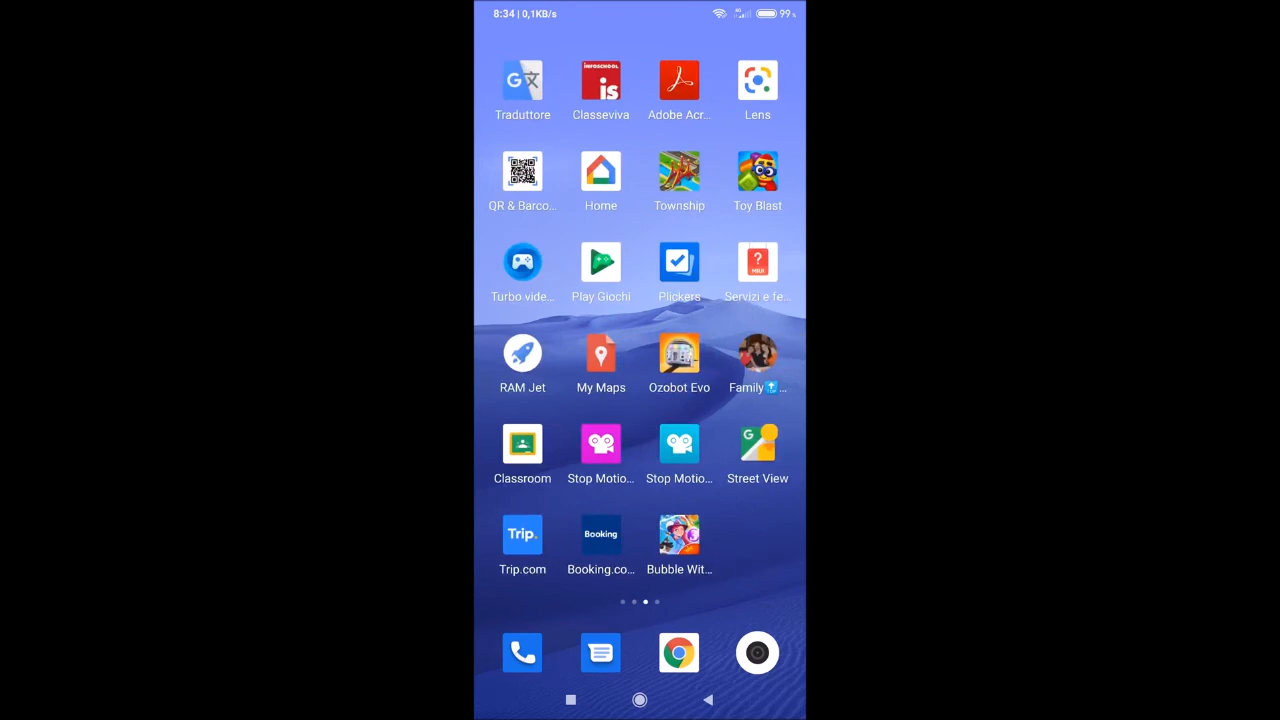 8:34 | 0,1KB/s 4G 99%
INFOSCHOOL
is
Traduttore Classeviva Adobe Acr... Lens
QR & Barco... Home Township Toy Blast
MIUI
Turbo vide... Play Giochi Plickers Servizi e fe...
RAM Jet My Maps Ozobot Evo Family...
Classroom Stop Motio... Stop Motio... Street View
Trip. Booking
Trip.com Booking.co... Bubble Wit...